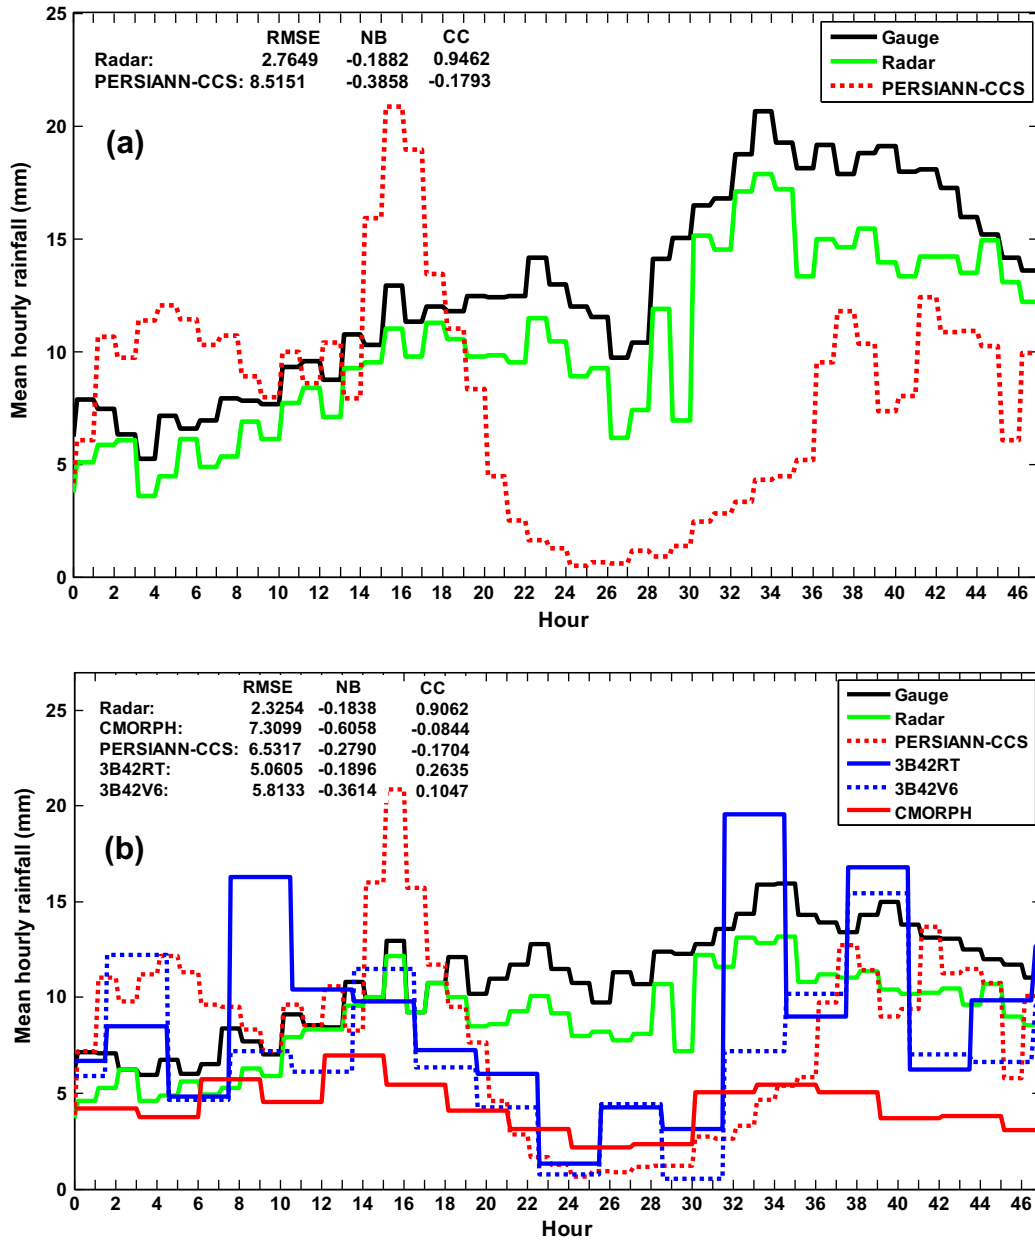 25
20
15
10
5
0
Mean hourly rainfall (mm)
RMSE NB CC
Radar: 2.7649 -0.1882 0.9462
PERSIANN-CCS: 8.5151 -0.3858 -0.1793
(a)
Gauge
Radar
PERSIANN-CCS
0 2 4 6 8 10 12 14 16 18 20 22 24 26 28 30 32 34 36 38 40 42 44 46
Hour
25
20
15
10
5
0
Mean hourly rainfall (mm)
RMSE NB CC
Radar: 2.3254 -0.1838 0.9062
CMORPH: 7.3099 -0.6058 -0.0844
PERSIANN-CCS: 6.5317 -0.2790 -0.1704
3B42RT: 5.0605 -0.1896 0.2635
3B42V6: 5.8133 -0.3614 0.1047
(b)
Gauge
Radar
PERSIANN-CCS
3B42RT
3B42V6
CMORPH
0 2 4 6 8 10 12 14 16 18 20 22 24 26 28 30 32 34 36 38 40 42 44 46
Hour